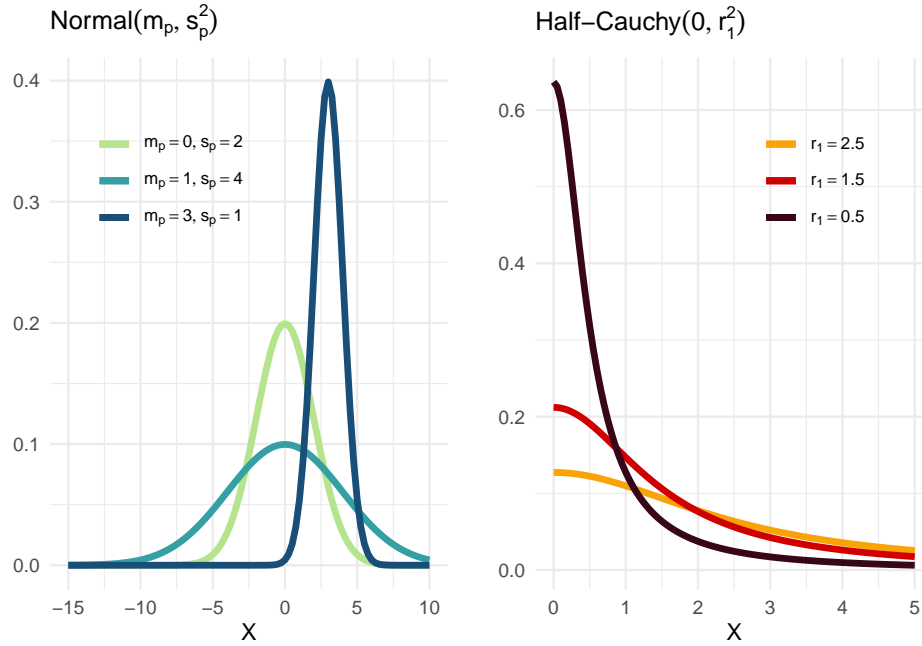 Normal(mₚ, sₚ²)
0.4
0.3
0.2
0.1
0.0
mₚ = 0, sₚ = 2
mₚ = 1, sₚ = 4
mₚ = 3, sₚ = 1
−15
−10
−5
0
5
10
X
Half−Cauchy(0, r₁²)
0.6
0.4
0.2
0.0
r₁ = 2.5
r₁ = 1.5
r₁ = 0.5
0
1
2
3
4
5
X